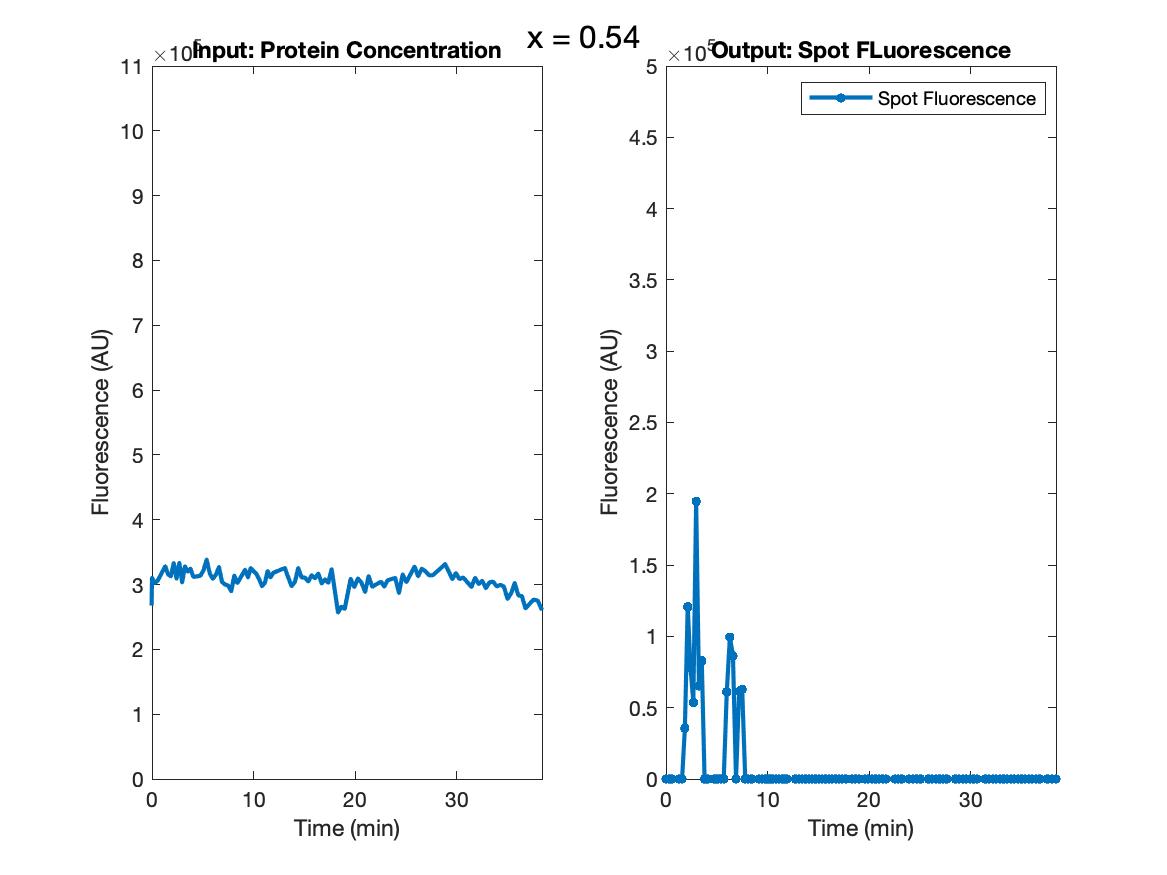 x = 0.54
×10⁵
Input: Protein Concentration
11
10
9
8
7
6
5
4
3
2
1
0
0 10 20 30
Time (min)
Fluorescence (AU)
×10⁵
Output: Spot FLuorescence
Spot Fluorescence
5
4.5
4
3.5
3
2.5
2
1.5
1
0.5
0
0 10 20 30
Time (min)
Fluorescence (AU)